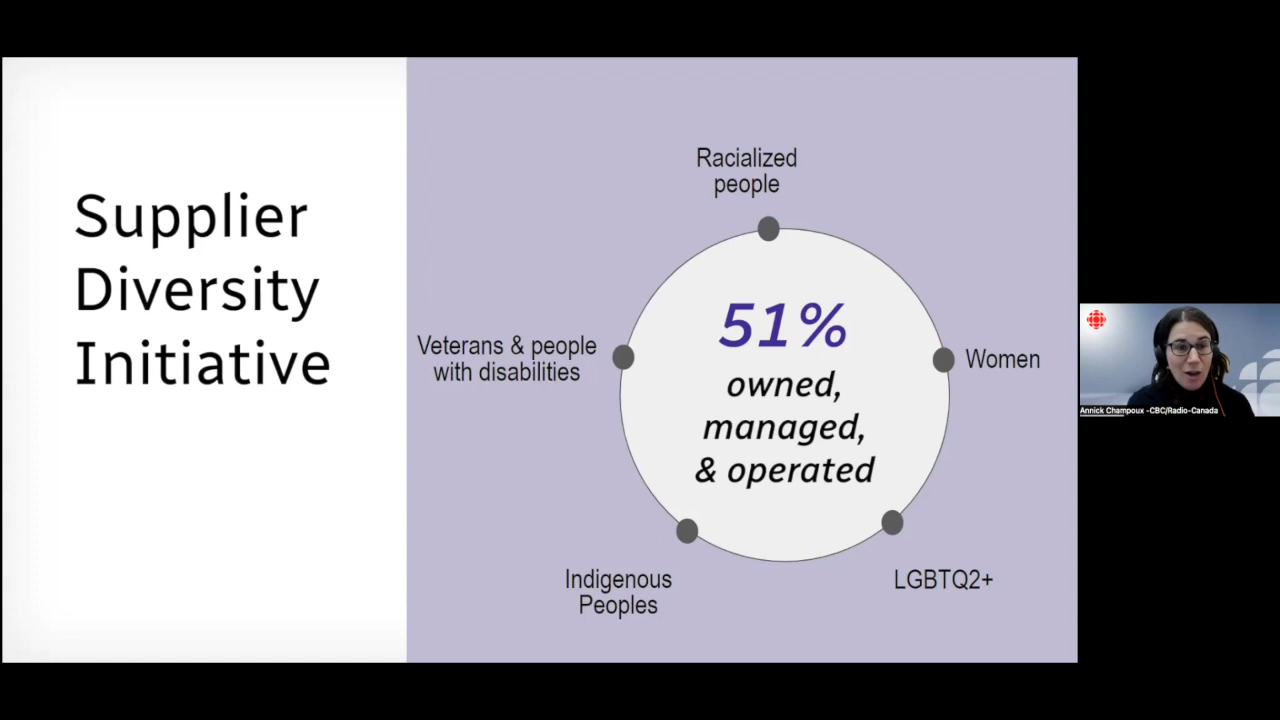 Supplier
Diversity
Initiative
Racialized
people
Veterans & people
with disabilities
51%
owned,
managed,
& operated
Women
Indigenous
Peoples
LGBTQ2+
Annick Champoux -CBC/Radio-Canada